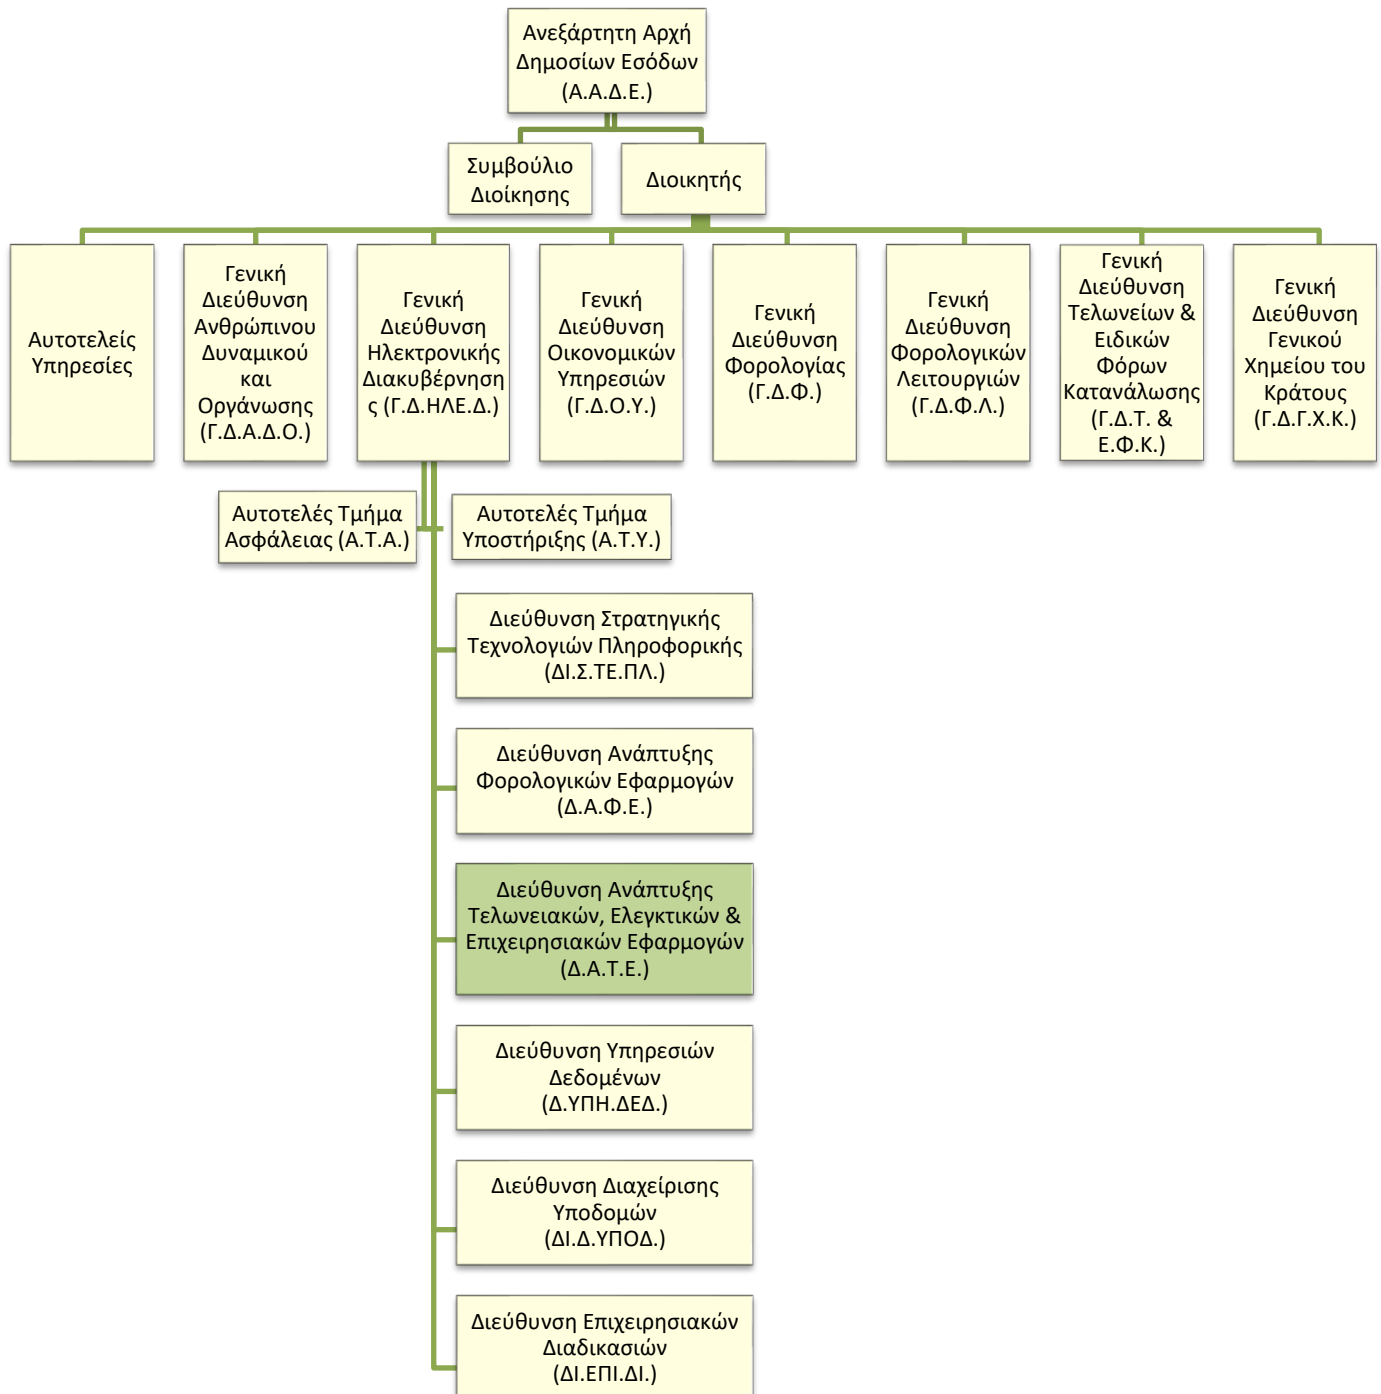 Ανεξάρτητη Αρχή
Δημοσίων Εσόδων
(Α.Α.Δ.Ε.)
Συμβούλιο
Διοίκησης
Διοικητής
Αυτοτελείς
Υπηρεσίες
Γενική
Διεύθυνση
Ανθρώπινου
Δυναμικού
και
Οργάνωσης
(Γ.Δ.Α.Δ.Ο.)
Γενική
Διεύθυνση
Ηλεκτρονικής
Διακυβέρνηση
ς (Γ.Δ.ΗΛΕ.Δ.)
Γενική
Διεύθυνση
Οικονομικών
Υπηρεσιών
(Γ.Δ.Ο.Υ.)
Γενική
Διεύθυνση
Φορολογίας
(Γ.Δ.Φ.)
Γενική
Διεύθυνση
Φορολογικών
Λειτουργιών
(Γ.Δ.Φ.Λ.)
Γενική
Διεύθυνση
Τελωνείων &
Ειδικών
Φόρων
Κατανάλωσης
(Γ.Δ.Τ. &
Ε.Φ.Κ.)
Γενική
Διεύθυνση
Γενικού
Χημείου του
Κράτους
(Γ.Δ.Γ.Χ.Κ.)
Αυτοτελές Τμήμα
Ασφάλειας (Α.Τ.Α.)
Αυτοτελές Τμήμα
Υποστήριξης (Α.Τ.Υ.)
Διεύθυνση Στρατηγικής
Τεχνολογιών Πληροφορικής
(ΔΙ.Σ.ΤΕ.ΠΛ.)
Διεύθυνση Ανάπτυξης
Φορολογικών Εφαρμογών
(Δ.Α.Φ.Ε.)
Διεύθυνση Ανάπτυξης
Τελωνειακών, Ελεγκτικών &
Επιχειρησιακών Εφαρμογών
(Δ.Α.Τ.Ε.)
Διεύθυνση Υπηρεσιών
Δεδομένων
(Δ.ΥΠΗ.ΔΕΔ.)
Διεύθυνση Διαχείρισης
Υποδομών
(ΔΙ.Δ.ΥΠΟΔ.)
Διεύθυνση Επιχειρησιακών
Διαδικασιών
(ΔΙ.ΕΠΙ.ΔΙ.)